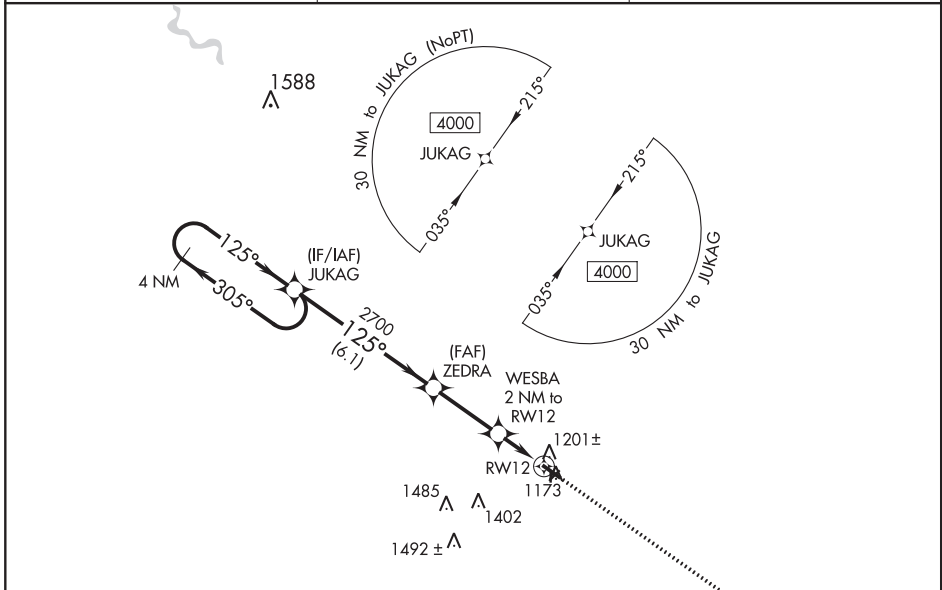 1588
30 NM to JUKAG (NoPT)
215°
4000
JUKAG
035°
215°
JUKAG
4000
035°
30 NM to JUKAG
125°
4 NM
305°
(IF/IAF)
JUKAG
2700
125°
(6.1)
(FAF)
ZEDRA
WESBA
2 NM to
RW12
1201±
RW12
1173
1485
1402
1492 ±